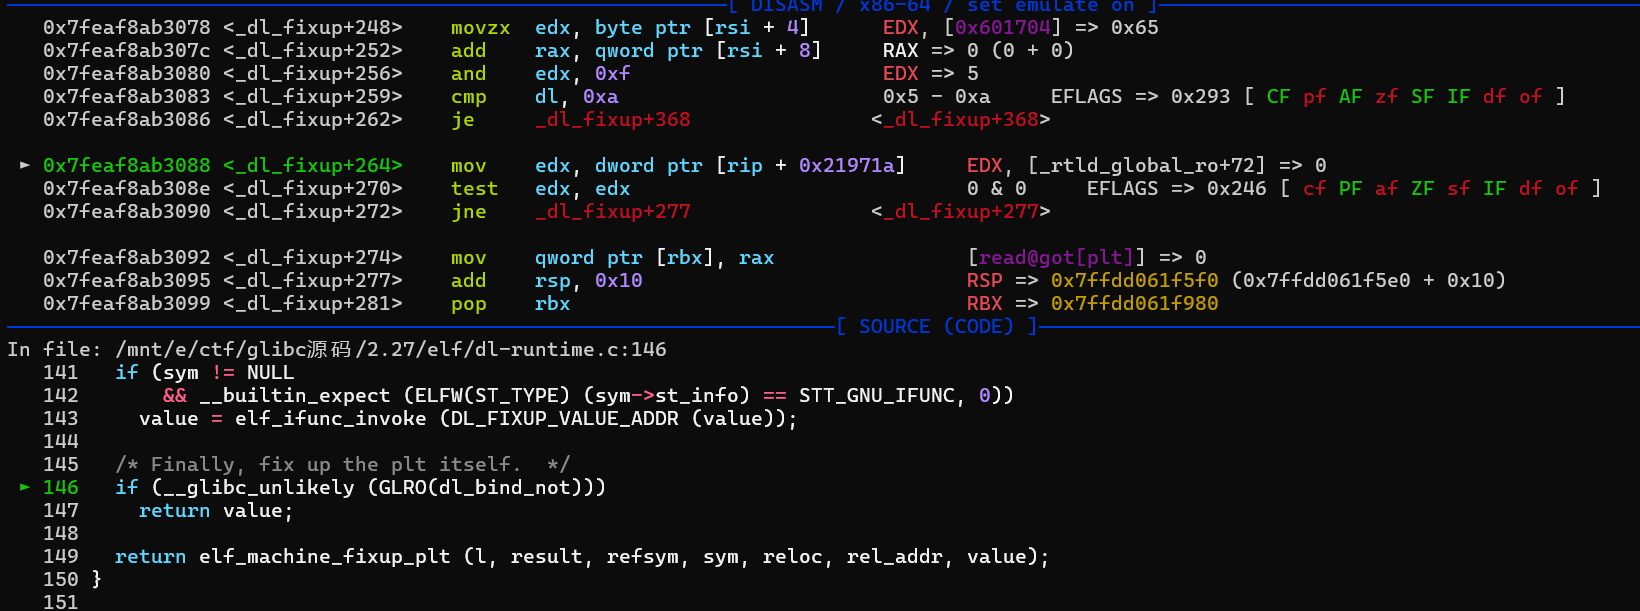 [ DISASM / x86-64 / set emulate on ]
0x7feaf8ab3078 <_dl_fixup+248> movzx edx, byte ptr [rsi + 4] EDX, [0x601704] => 0x65
0x7feaf8ab307c <_dl_fixup+252> add rax, qword ptr [rsi + 8] RAX => 0 (0 + 0)
0x7feaf8ab3080 <_dl_fixup+256> and edx, 0xf EDX => 5
0x7feaf8ab3083 <_dl_fixup+259> cmp dl, 0xa 0x5 - 0xa EFLAGS => 0x293 [ CF pf AF zf SF IF df of ]
0x7feaf8ab3086 <_dl_fixup+262> je _dl_fixup+368 <_dl_fixup+368>
► 0x7feaf8ab3088 <_dl_fixup+264> mov edx, dword ptr [rip + 0x21971a] EDX, [_rtld_global_ro+72] => 0
0x7feaf8ab308e <_dl_fixup+270> test edx, edx 0 & 0 EFLAGS => 0x246 [ cf PF af ZF sf IF df of ]
0x7feaf8ab3090 <_dl_fixup+272> jne _dl_fixup+277 <_dl_fixup+277>
0x7feaf8ab3092 <_dl_fixup+274> mov qword ptr [rbx], rax [read@got[plt]] => 0
0x7feaf8ab3095 <_dl_fixup+277> add rsp, 0x10 RSP => 0x7ffdd061f5f0 (0x7ffdd061f5e0 + 0x10)
0x7feaf8ab3099 <_dl_fixup+281> pop rbx RBX => 0x7ffdd061f980
[ SOURCE (CODE) ]
In file: /mnt/e/ctf/glibc源码/2.27/elf/dl-runtime.c:146
141 if (sym != NULL
142 && __builtin_expect (ELFW(ST_TYPE) (sym->st_info) == STT_GNU_IFUNC, 0))
143 value = elf_ifunc_invoke (DL_FIXUP_VALUE_ADDR (value));
144
145 /* Finally, fix up the plt itself. */
► 146 if (__glibc_unlikely (GLRO(dl_bind_not)))
147 return value;
148
149 return elf_machine_fixup_plt (l, result, refsym, sym, reloc, rel_addr, value);
150 }
151